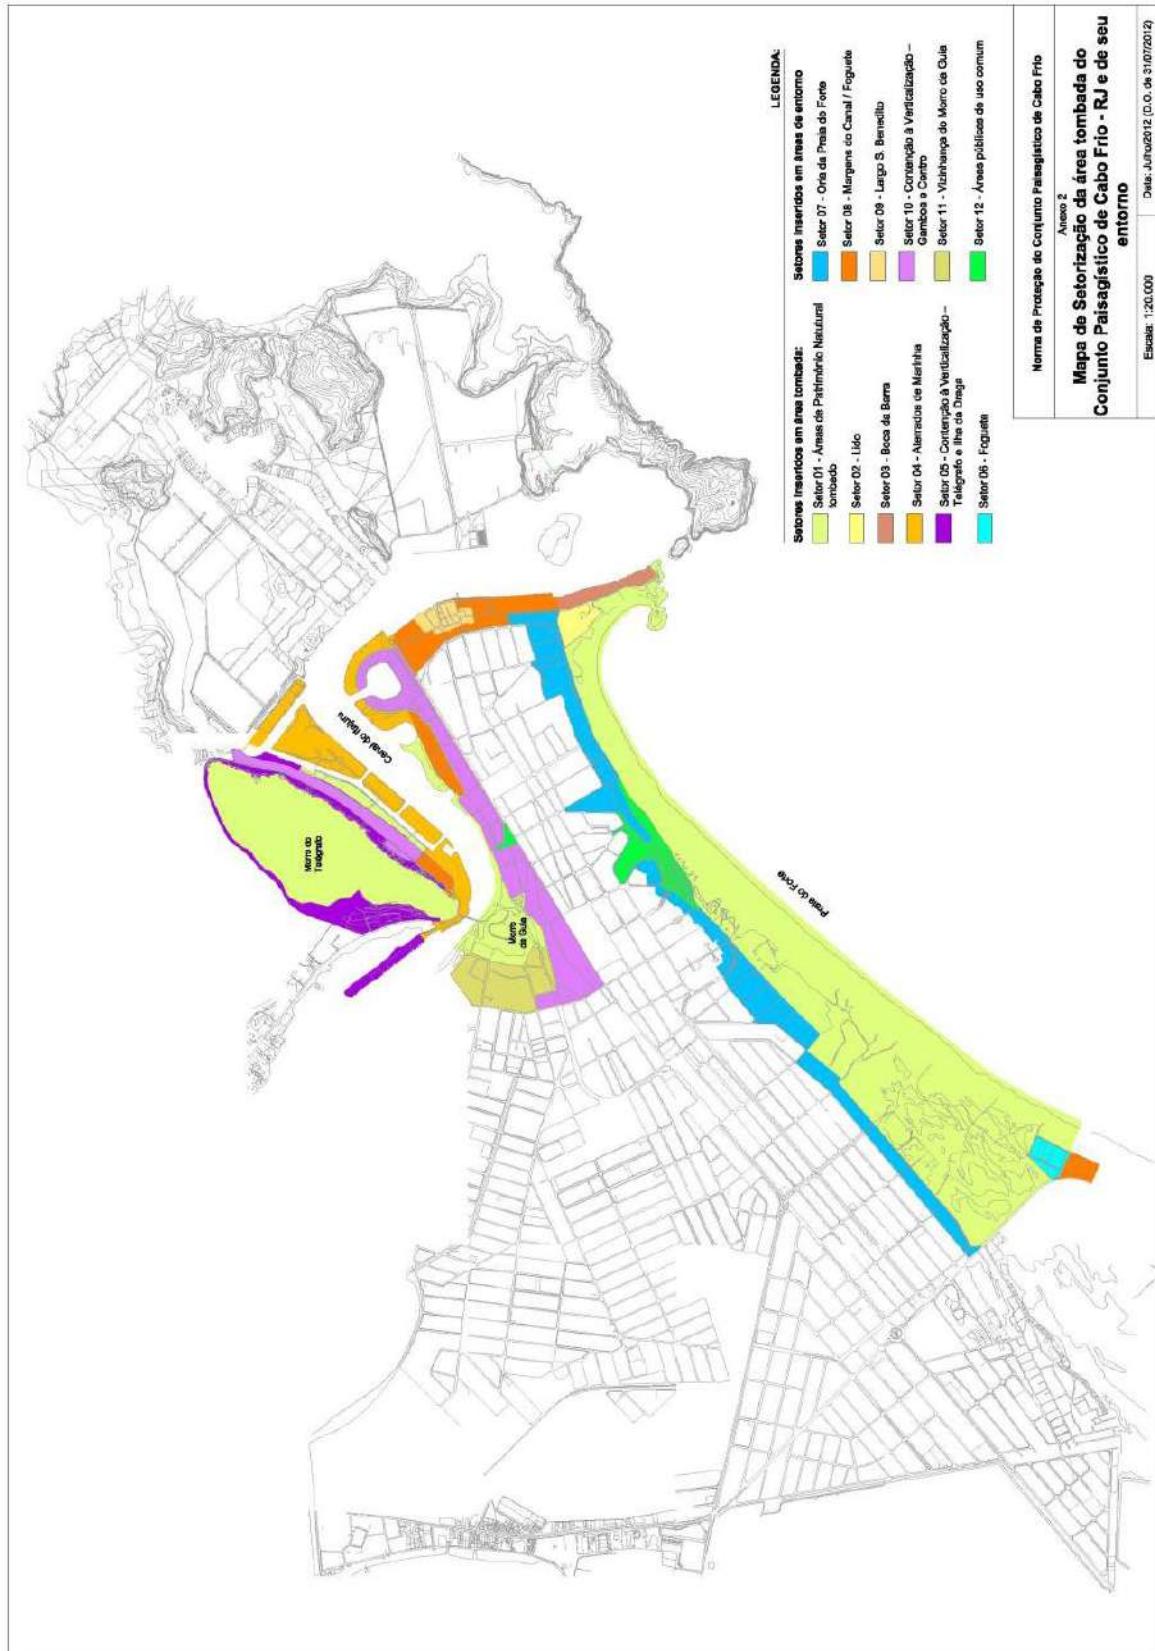 LEGENDA:
Setores inseridos em área tombada:
Setor 01 - Áreas de Patrimônio Natutural
tombado
Setor 02 - Lido
Setor 03 - Boca da Barra
Setor 04 - Aterrados de Marinha
Setor 05 - Contenção à Verticalização –
Telégrafo e Ilha da Draga
Setor 06 - Foguete
Setores inseridos em áreas de entorno
Setor 07 - Orla da Praia do Forte
Setor 08 - Margens do Canal / Foguete
Setor 09 - Largo S. Benedito
Setor 10 - Contenção à Verticalização –
Gamboa e Centro
Setor 11 - Vizinhança do Morro da Guia
Setor 12 - Áreas públicas de uso comum
Norma de Proteção do Conjunto Paisagístico de Cabo Frio
Anexo 2
Mapa de Setorização da área tombada do
Conjunto Paisagístico de Cabo Frio - RJ e de seu
entorno
Escala: 1:20.000
Data: Julho/2012 (D.O. de 31/07/2012)
Morro do
Telégrafo
Canal do Itajuru
Morro
da Guia
Praia do Forte